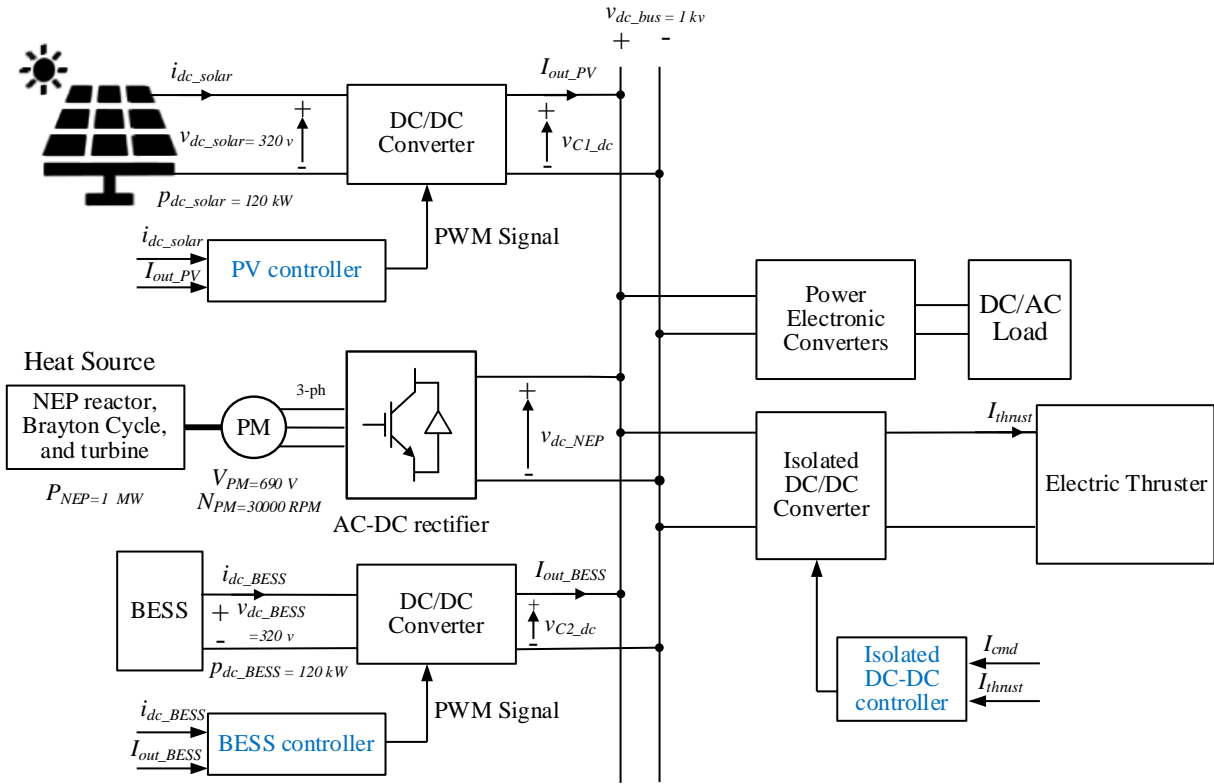 v_dc_bus = 1 kv
+ -
i_dc_solar
I_out_PV
+
v_dc_solar = 320 v
-
DC/DC
Converter
+
v_C1_dc
-
p_dc_solar = 120 kW
PWM Signal
i_dc_solar
I_out_PV
PV controller
Power
Electronic
Converters
DC/AC
Load
Heat Source
NEP reactor,
Brayton Cycle,
and turbine
P_NEP=1 MW
PM
3-ph
V_PM=690 V
N_PM=30000 RPM
AC-DC rectifier
+
v_dc_NEP
-
Isolated
DC/DC
Converter
I_thrust
Electric Thruster
BESS
i_dc_BESS
+ v_dc_BESS
- =320 v
p_dc_BESS = 120 kW
DC/DC
Converter
I_out_BESS
+
v_C2_dc
-
PWM Signal
i_dc_BESS
I_out_BESS
BESS controller
Isolated
DC-DC
controller
I_cmd
I_thrust